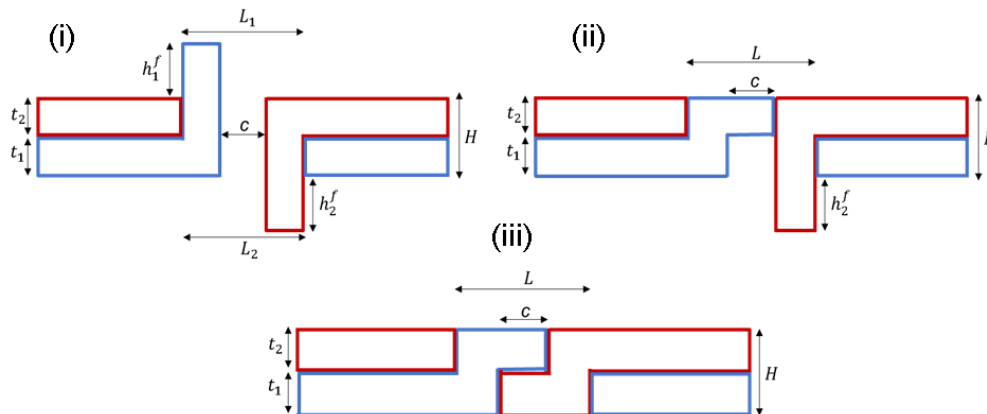 (i)
L₁
h₁ᶠ
t₂
t₁
c
H
h₂ᶠ
L₂
(ii)
L
c
t₂
t₁
h₂ᶠ
(iii)
L
c
t₂
t₁
H